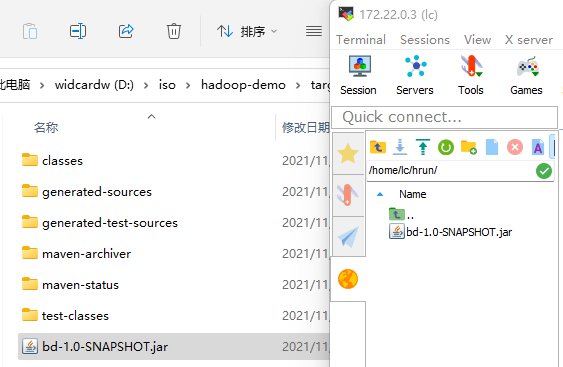 排序
此电脑 widcardw (D:) iso hadoop-demo targ
名称 修改日期
classes 2021/11,
generated-sources 2021/11,
generated-test-sources 2021/11,
maven-archiver 2021/11,
maven-status 2021/11,
test-classes 2021/11,
bd-1.0-SNAPSHOT.jar 2021/11,
172.22.0.3 (lc)
Terminal Sessions View X server
Session Servers Tools Games
Quick connect...
/home/lc/hrun/
Name
..
bd-1.0-SNAPSHOT.jar